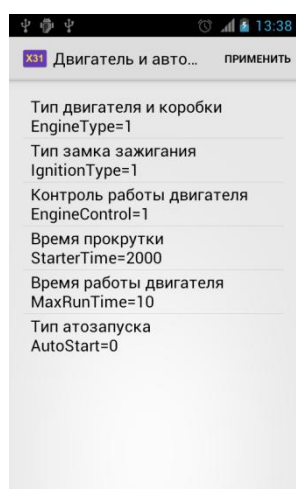 13:38
X31 Двигатель и авто... ПРИМЕНИТЬ
Тип двигателя и коробки
EngineType=1
Тип замка зажигания
IgnitionType=1
Контроль работы двигателя
EngineControl=1
Время прокрутки
StarterTime=2000
Время работы двигателя
MaxRunTime=10
Тип атозапуска
AutoStart=0